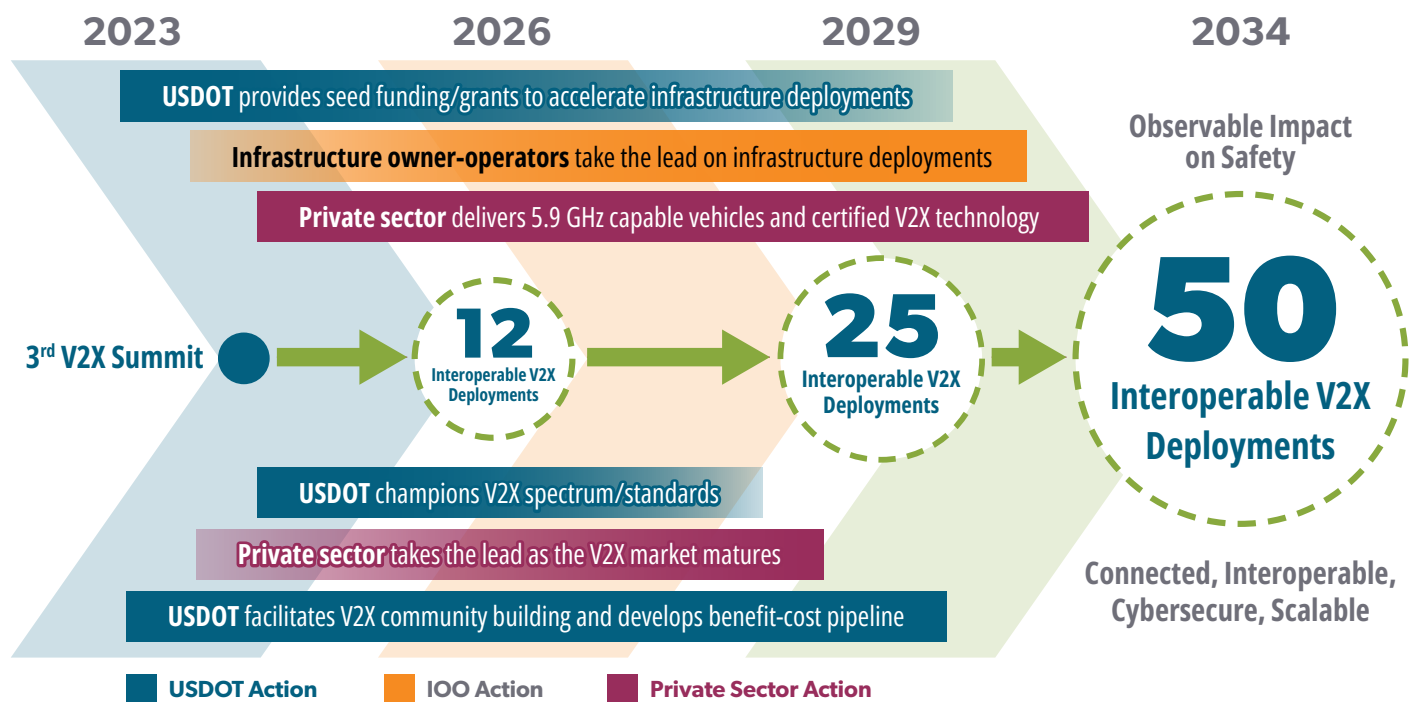 2023
2026
2029
2034
USDOT provides seed funding/grants to accelerate infrastructure deployments
Infrastructure owner-operators take the lead on infrastructure deployments
Private sector delivers 5.9 GHz capable vehicles and certified V2X technology
Observable Impact
on Safety
3rd V2X Summit
12
Interoperable V2X
Deployments
25
Interoperable V2X
Deployments
50
Interoperable V2X
Deployments
USDOT champions V2X spectrum/standards
Private sector takes the lead as the V2X market matures
USDOT facilitates V2X community building and develops benefit-cost pipeline
Connected, Interoperable,
Cybersecure, Scalable
USDOT Action
IOO Action
Private Sector Action